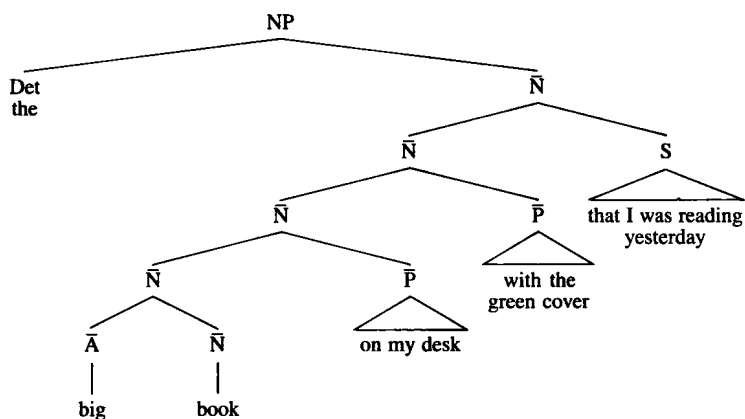 NP
Det
the
N̄
N̄
S
that I was reading
yesterday
N̄
P̄
with the
green cover
N̄
P̄
on my desk
Ā
N̄
big
book